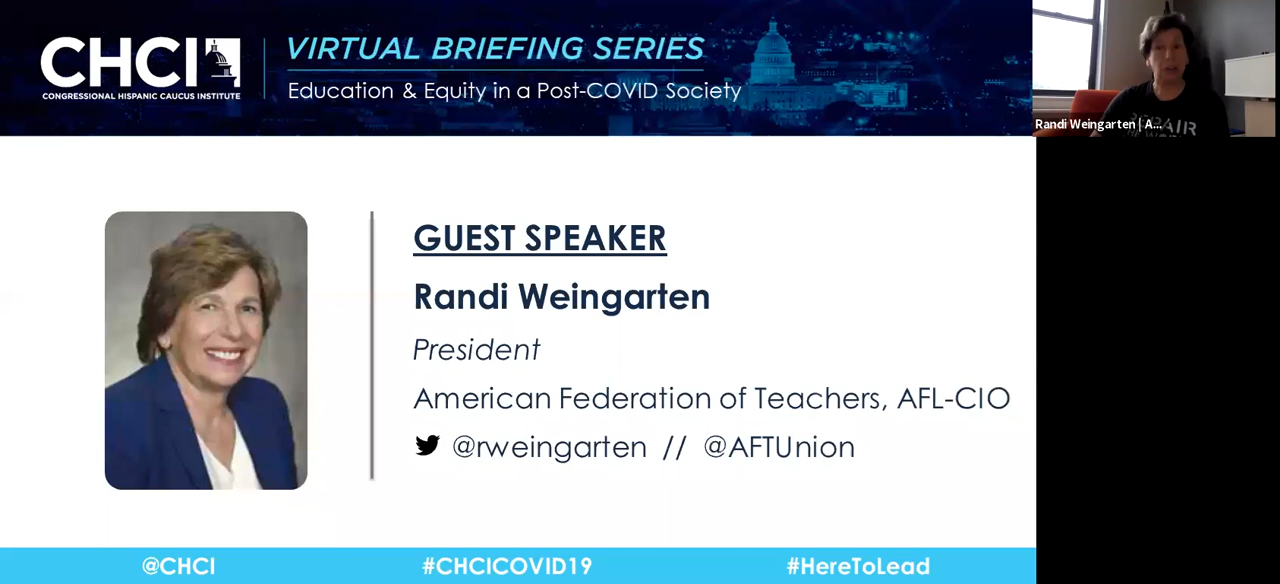 CHCI
CONGRESSIONAL HISPANIC CAUCUS INSTITUTE
VIRTUAL BRIEFING SERIES
Education & Equity in a Post-COVID Society
Randi Weingarten | A...
GUEST SPEAKER
Randi Weingarten
President
American Federation of Teachers, AFL-CIO
@rweingarten // @AFTUnion
@CHCI
#CHCICOVID19
#HereToLead